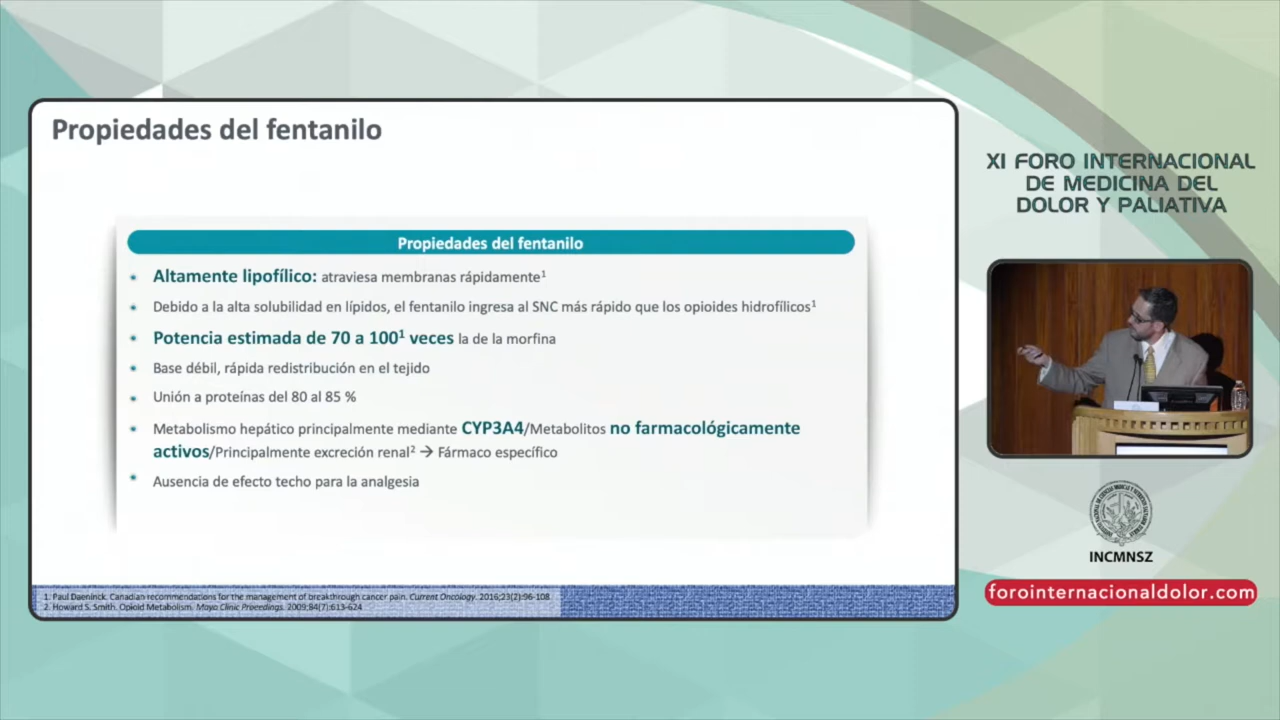 Propiedades del fentanilo
Propiedades del fentanilo
• Altamente lipofílico: atraviesa membranas rápidamente¹
• Debido a la alta solubilidad en lípidos, el fentanilo ingresa al SNC más rápido que los opioides hidrofílicos¹
• Potencia estimada de 70 a 100¹ veces la de la morfina
• Base débil, rápida redistribución en el tejido
• Unión a proteínas del 80 al 85 %
• Metabolismo hepático principalmente mediante CYP3A4/Metabolitos no farmacológicamente
activos/Principalmente excreción renal² → Fármaco específico
• Ausencia de efecto techo para la analgesia
1. Paul Daeninck. Canadian recommendations for the management of breakthrough cancer pain. Current Oncology. 2016;23(2):96-108
2. Howard S. Smith. Opioid Metabolism. Mayo Clinic Proeedings. 2009;84(7):613-624
XI FORO INTERNACIONAL
DE MEDICINA DEL
DOLOR Y PALIATIVA
INCMNSZ
forointernacionaldolor.com